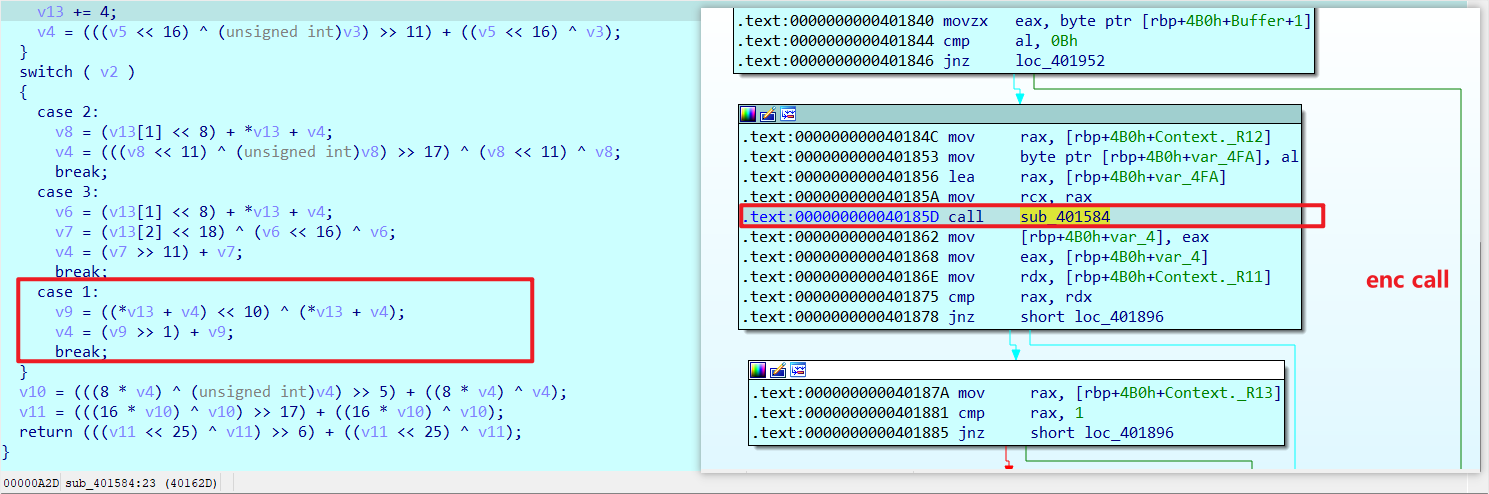 v13 += 4;
v4 = (((v5 << 16) ^ (unsigned int)v3) >> 11) + ((v5 << 16) ^ v3);
}
switch ( v2 )
{
case 2:
v8 = (v13[1] << 8) + *v13 + v4;
v4 = (((v8 << 11) ^ (unsigned int)v8) >> 17) ^ (v8 << 11) ^ v8;
break;
case 3:
v6 = (v13[1] << 8) + *v13 + v4;
v7 = (v13[2] << 18) ^ (v6 << 16) ^ v6;
v4 = (v7 >> 11) + v7;
break;
case 1:
v9 = ((*v13 + v4) << 10) ^ (*v13 + v4);
v4 = (v9 >> 1) + v9;
break;
}
v10 = (((8 * v4) ^ (unsigned int)v4) >> 5) + ((8 * v4) ^ v4);
v11 = (((16 * v10) ^ v10) >> 17) + ((16 * v10) ^ v10);
return (((v11 << 25) ^ v11) >> 6) + ((v11 << 25) ^ v11);
}
00000A2D sub_401584:23 (40162D)
.text:0000000000401840 movzx eax, byte ptr [rbp+4B0h+Buffer+1]
.text:0000000000401844 cmp al, 0Bh
.text:0000000000401846 jnz loc_401952
.text:000000000040184C mov rax, [rbp+4B0h+Context._R12]
.text:0000000000401853 mov byte ptr [rbp+4B0h+var_4FA], al
.text:0000000000401856 lea rax, [rbp+4B0h+var_4FA]
.text:000000000040185A mov rcx, rax
.text:000000000040185D call sub_401584
.text:0000000000401862 mov [rbp+4B0h+var_4], eax
.text:0000000000401868 mov eax, [rbp+4B0h+var_4]
.text:000000000040186E mov rdx, [rbp+4B0h+Context._R11]
.text:0000000000401875 cmp rax, rdx
.text:0000000000401878 jnz short loc_401896
enc call
.text:000000000040187A mov rax, [rbp+4B0h+Context._R13]
.text:0000000000401881 cmp rax, 1
.text:0000000000401885 jnz short loc_401896